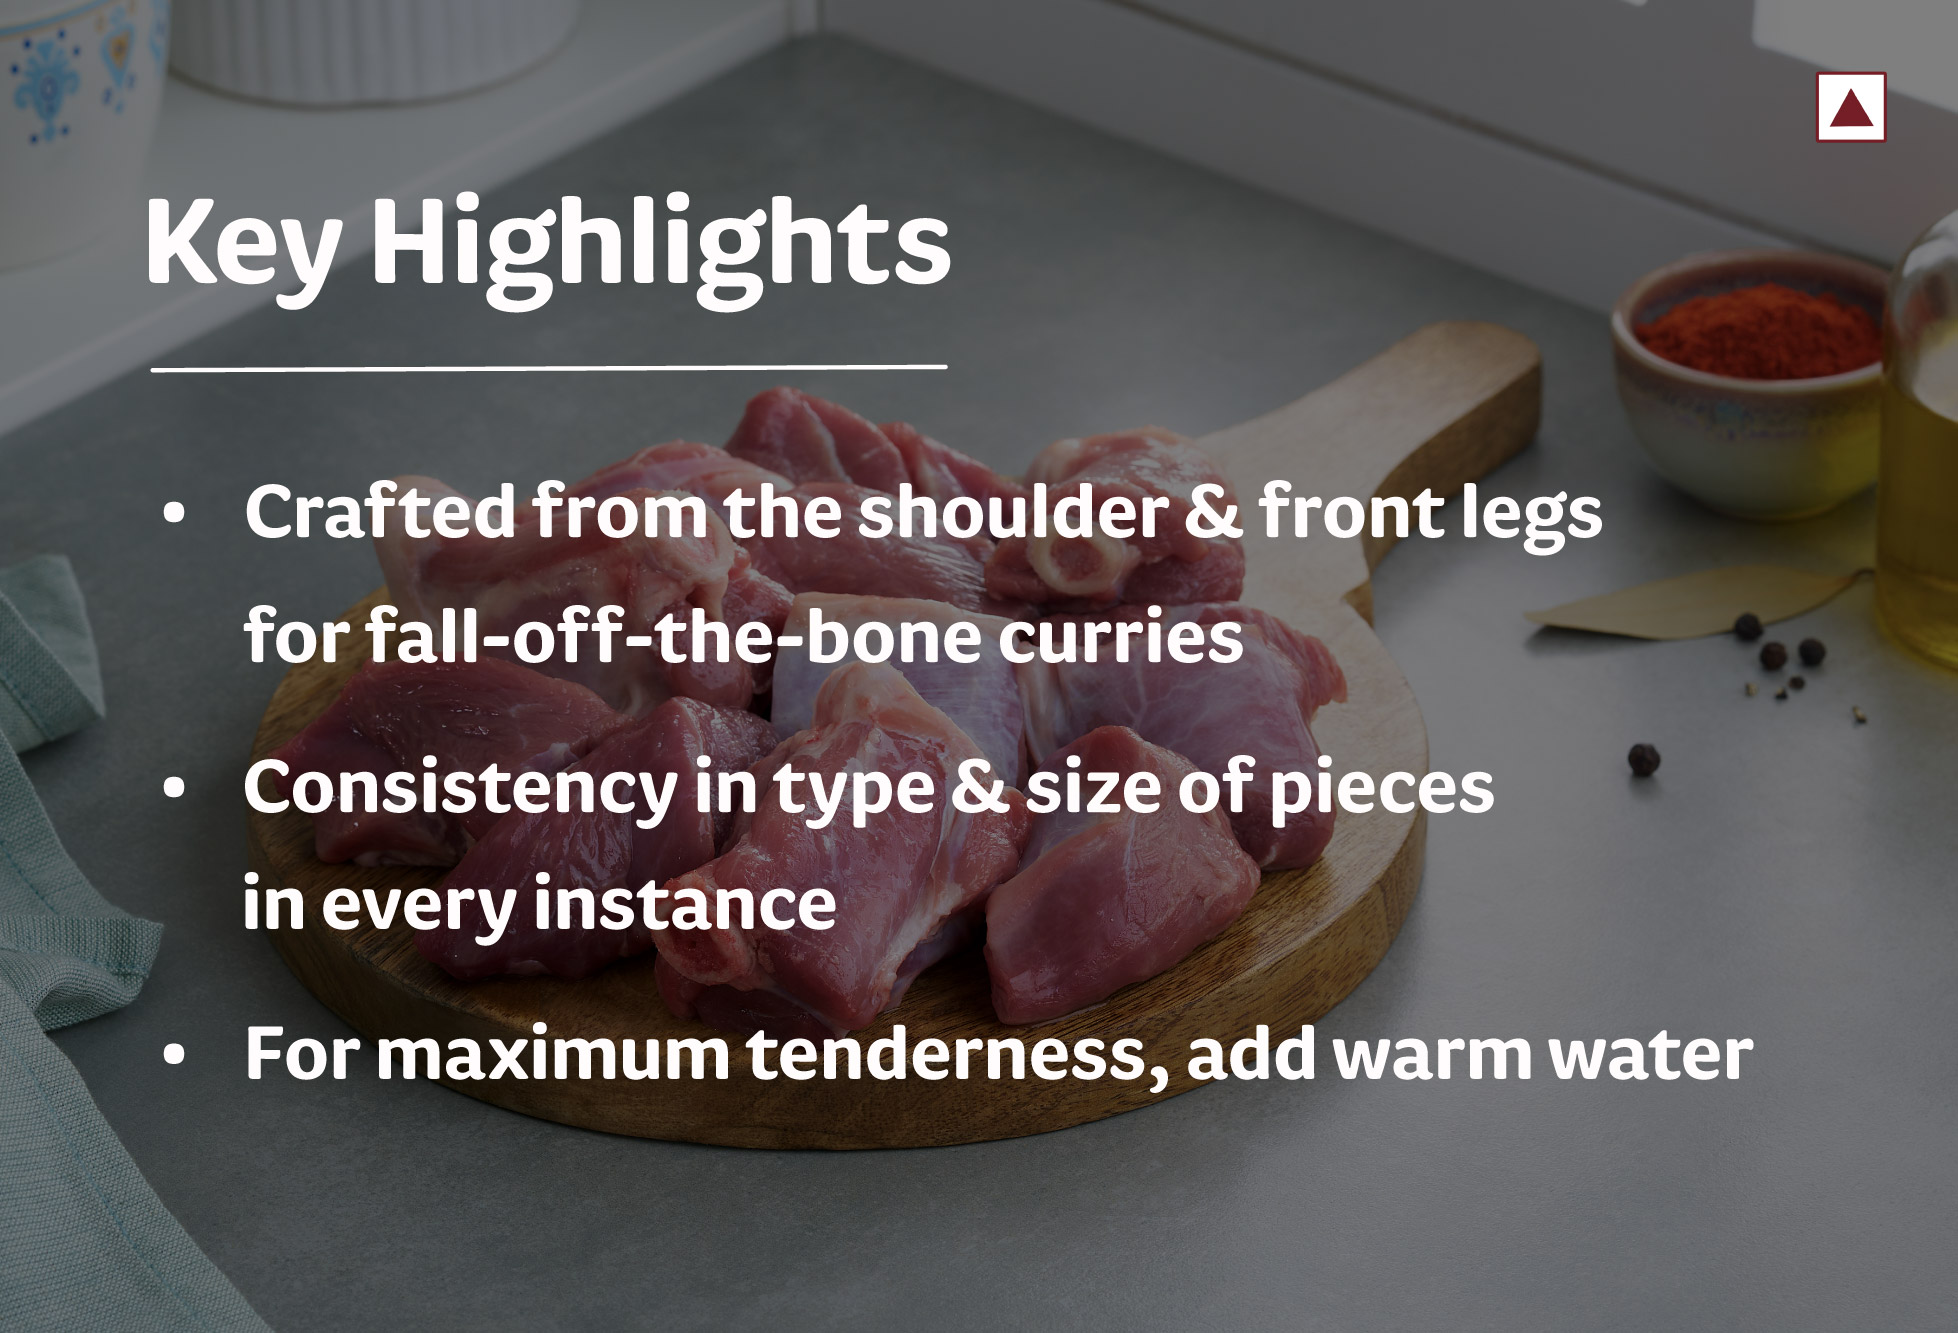 Key Highlights
• Crafted from the shoulder & front legs
for fall-off-the-bone curries
• Consistency in type & size of pieces
in every instance
• For maximum tenderness, add warm water